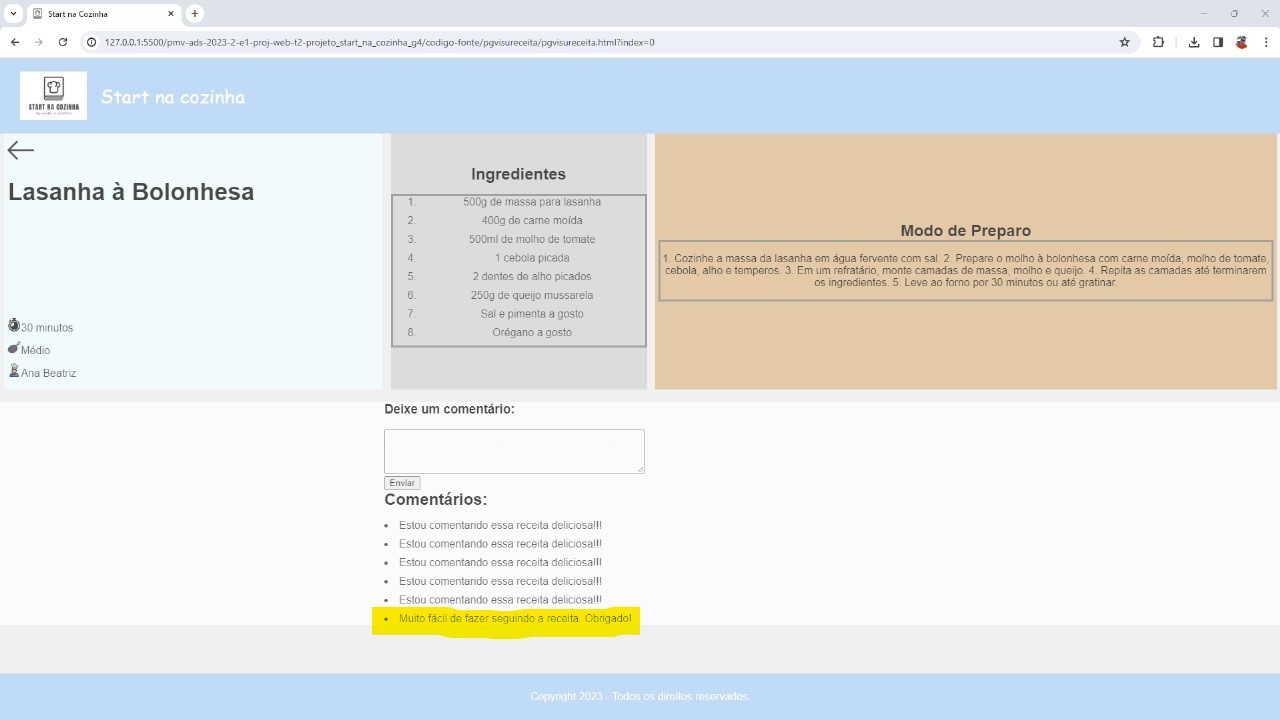 Start na Cozinha
127.0.0.1:5500/pmv-ads-2023-2-e1-proj-web-t2-projeto_start_na_cozinha_g4/codigo-fonte/pgvisureceita/pgvisureceita.html?index=0
START NA COZINHA
Start na cozinha
Lasanha à Bolonhesa
30 minutos
Médio
Ana Beatriz
Ingredientes
1. 500g de massa para lasanha
2. 400g de carne moída
3. 500ml de molho de tomate
4. 1 cebola picada
5. 2 dentes de alho picados
6. 250g de queijo mussarela
7. Sal e pimenta a gosto
8. Orégano a gosto
Modo de Preparo
1. Cozinhe a massa da lasanha em água fervente com sal. 2. Prepare o molho à bolonhesa com carne moída, molho de tomate,
cebola, alho e temperos. 3. Em um refratário, monte camadas de massa, molho e queijo. 4. Repita as camadas até terminarem
os ingredientes. 5. Leve ao forno por 30 minutos ou até gratinar.
Deixe um comentário:
Enviar
Comentários:
• Estou comentando essa receita deliciosa!!!
• Estou comentando essa receita deliciosa!!!
• Estou comentando essa receita deliciosa!!!
• Estou comentando essa receita deliciosa!!!
• Estou comentando essa receita deliciosa!!!
• Muito fácil de fazer seguindo a receita. Obrigado!
Copyright 2023 - Todos os direitos reservados.